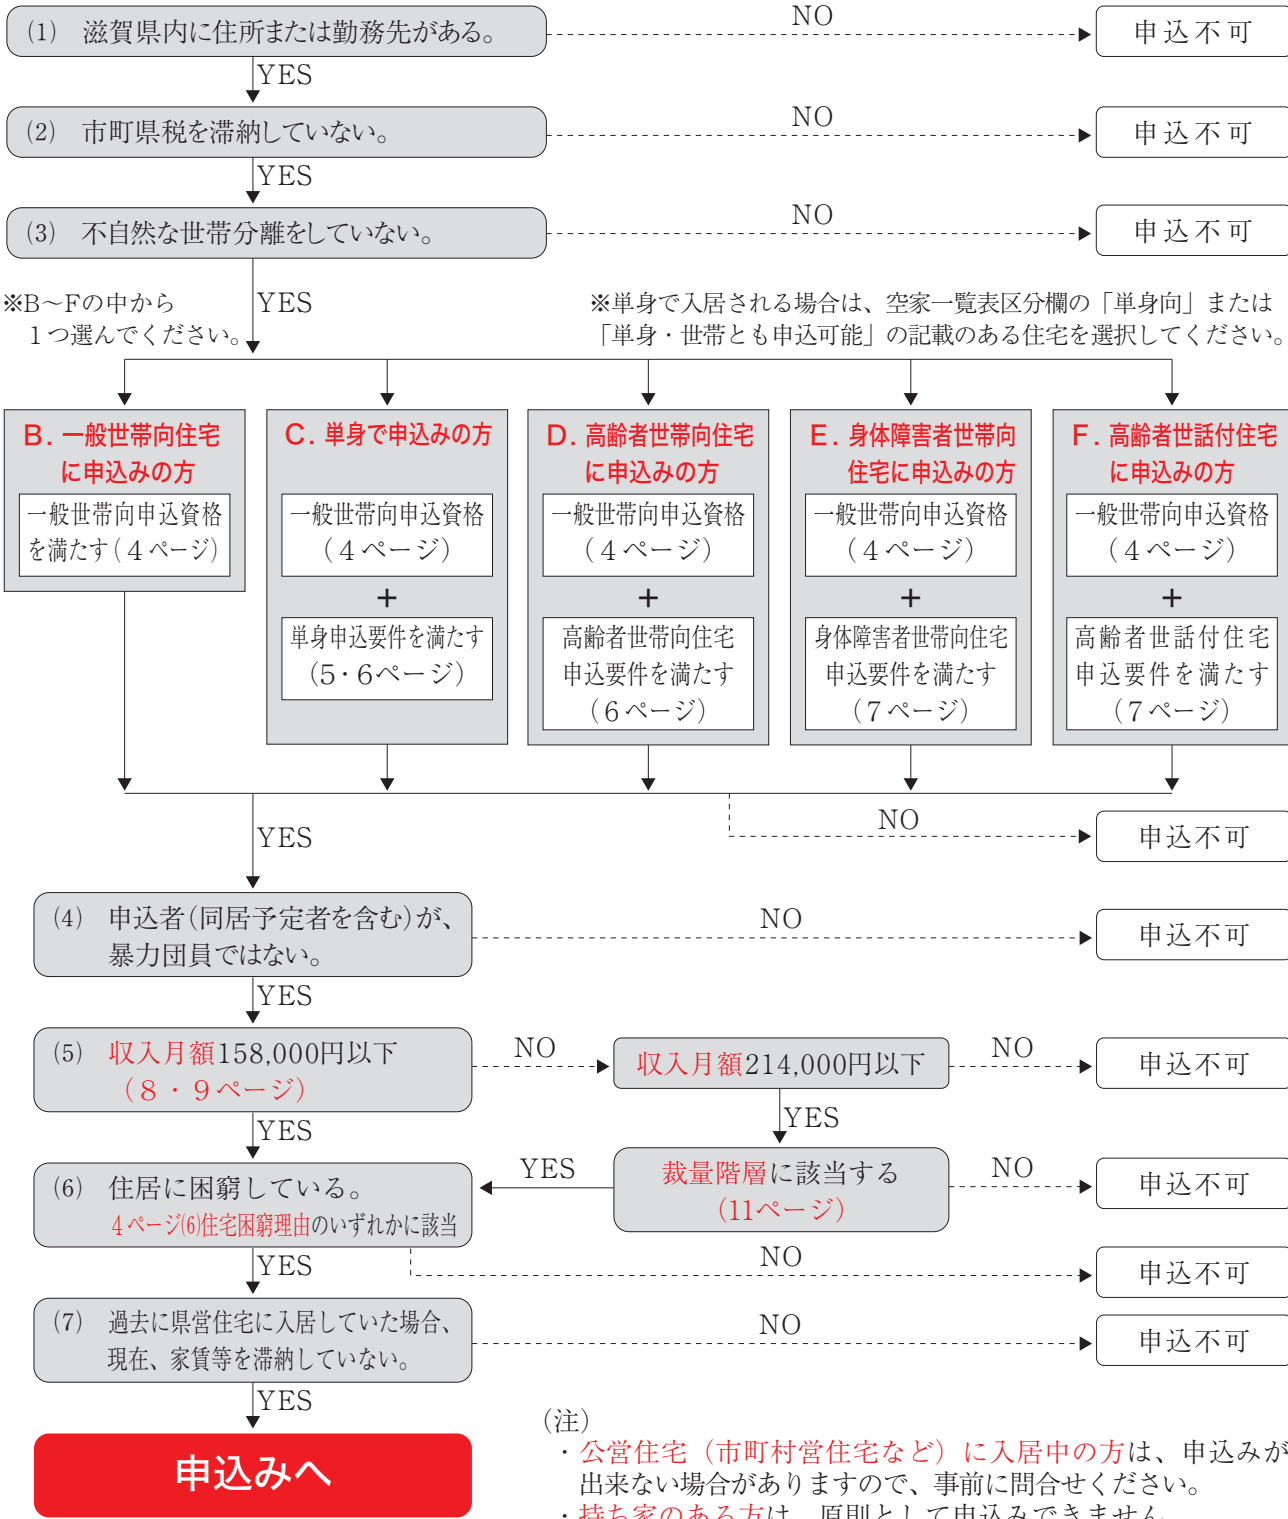 (1) 滋賀県内に住所または勤務先がある。
NO
申込不可
YES
(2) 市町県税を滞納していない。
NO
申込不可
YES
(3) 不自然な世帯分離をしていない。
NO
申込不可
YES
※B~Fの中から
1つ選んでください。
※単身で入居される場合は、空家一覧表区分欄の「単身向」または
「単身・世帯とも申込可能」の記載のある住宅を選択してください。
B. 一般世帯向住宅
に申込みの方
一般世帯向申込資格
を満たす(4ページ)
C. 単身で申込みの方
一般世帯向申込資格
(4ページ)
+
単身申込要件を満たす
(5・6ページ)
D. 高齢者世帯向住宅
に申込みの方
一般世帯向申込資格
(4ページ)
+
高齢者世帯向住宅
申込要件を満たす
(6ページ)
E. 身体障害者世帯向
住宅に申込みの方
一般世帯向申込資格
(4ページ)
+
身体障害者世帯向住宅
申込要件を満たす
(7ページ)
F. 高齢者世話付住宅
に申込みの方
一般世帯向申込資格
(4ページ)
+
高齢者世話付住宅
申込要件を満たす
(7ページ)
YES
NO
申込不可
(4) 申込者(同居予定者を含む)が、
暴力団員ではない。
NO
申込不可
YES
(5) 収入月額158,000円以下
(8・9ページ)
NO
収入月額214,000円以下
NO
申込不可
YES
YES
(6) 住居に困窮している。
4ページ(6)住宅困窮理由のいずれかに該当
YES
裁量階層に該当する
(11ページ)
NO
申込不可
YES
NO
申込不可
(7) 過去に県営住宅に入居していた場合、
現在、家賃等を滞納していない。
NO
申込不可
YES
申込みへ
(注)
・公営住宅(市町村営住宅など)に入居中の方は、申込みが
出来ない場合がありますので、事前に問合せください。
・持ち家のある方は、原則として申込みできません。